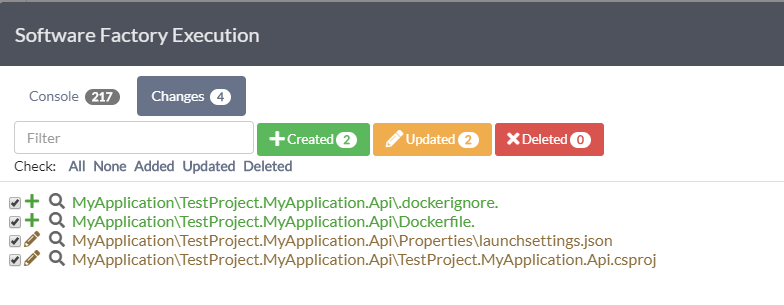 Software Factory Execution
Console 217 Changes 4
Filter Created 2 Updated 2 Deleted 0
Check: All None Added Updated Deleted
MyApplication\TestProject.MyApplication.Api\.dockerignore.
MyApplication\TestProject.MyApplication.Api\Dockerfile.
MyApplication\TestProject.MyApplication.Api\Properties\launchsettings.json
MyApplication\TestProject.MyApplication.Api\TestProject.MyApplication.Api.csproj